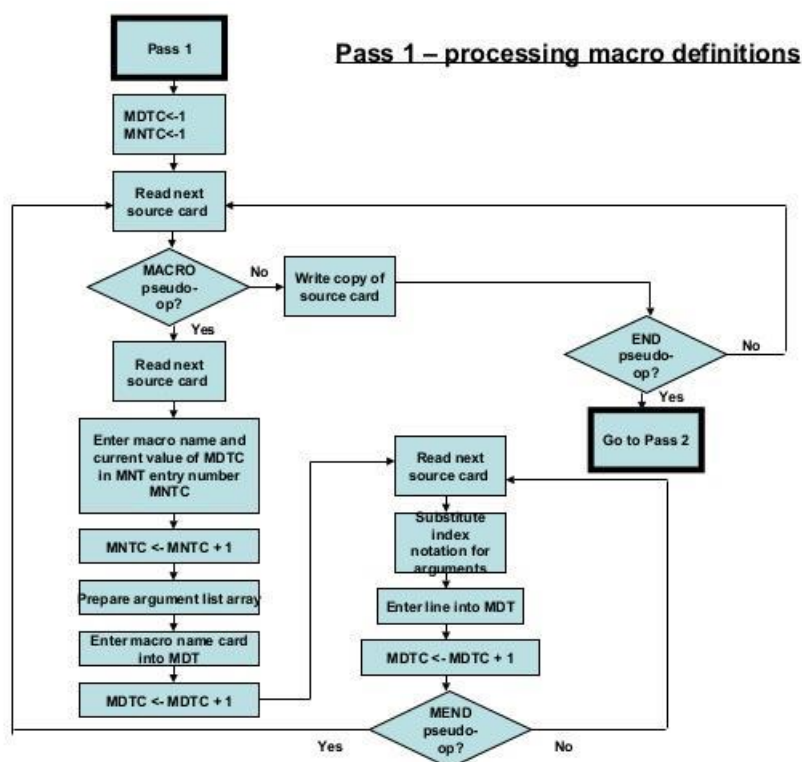 Pass 1
Pass 1 – processing macro definitions
MDTC<-1
MNTC<-1
Read next
source card
MACRO
pseudo-
op?
No
Write copy of
source card
Yes
END
pseudo-
op?
No
Yes
Go to Pass 2
Read next
source card
Enter macro name and
current value of MDTC
in MNT entry number
MNTC
MNTC <- MNTC + 1
Prepare argument list array
Enter macro name card
into MDT
MDTC <- MDTC + 1
Read next
source card
Substitute
index
notation for
arguments
Enter line into MDT
MDTC <- MDTC + 1
MEND
pseudo-
op?
Yes
No